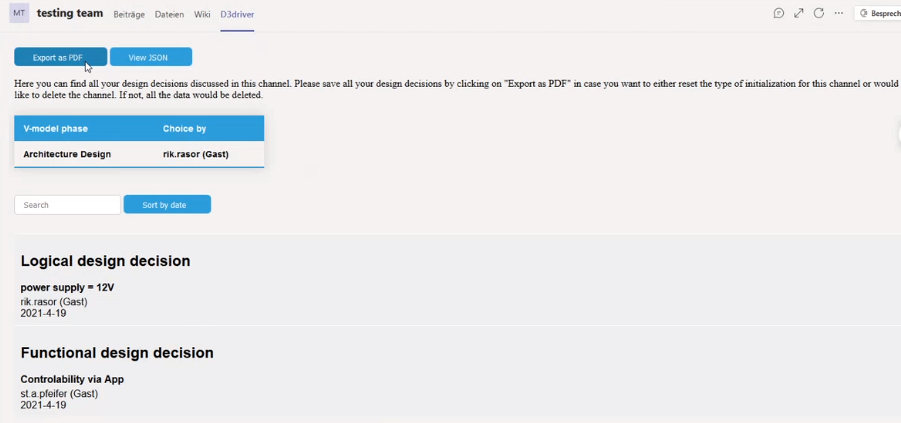 MT testing team Beiträge Dateien Wiki D3driver Besprech
Export as PDF View JSON
Here you can find all your design decisions discussed in this channel. Please save all your design decisions by clicking on "Export as PDF" in case you want to either reset the type of initialization for this channel or would
like to delete the channel. If not, all the data would be deleted.
V-model phase Choice by
Architecture Design rik.rasor (Gast)
Search Sort by date
Logical design decision
power supply = 12V
rik.rasor (Gast)
2021-4-19
Functional design decision
Controlability via App
st.a.pfeifer (Gast)
2021-4-19